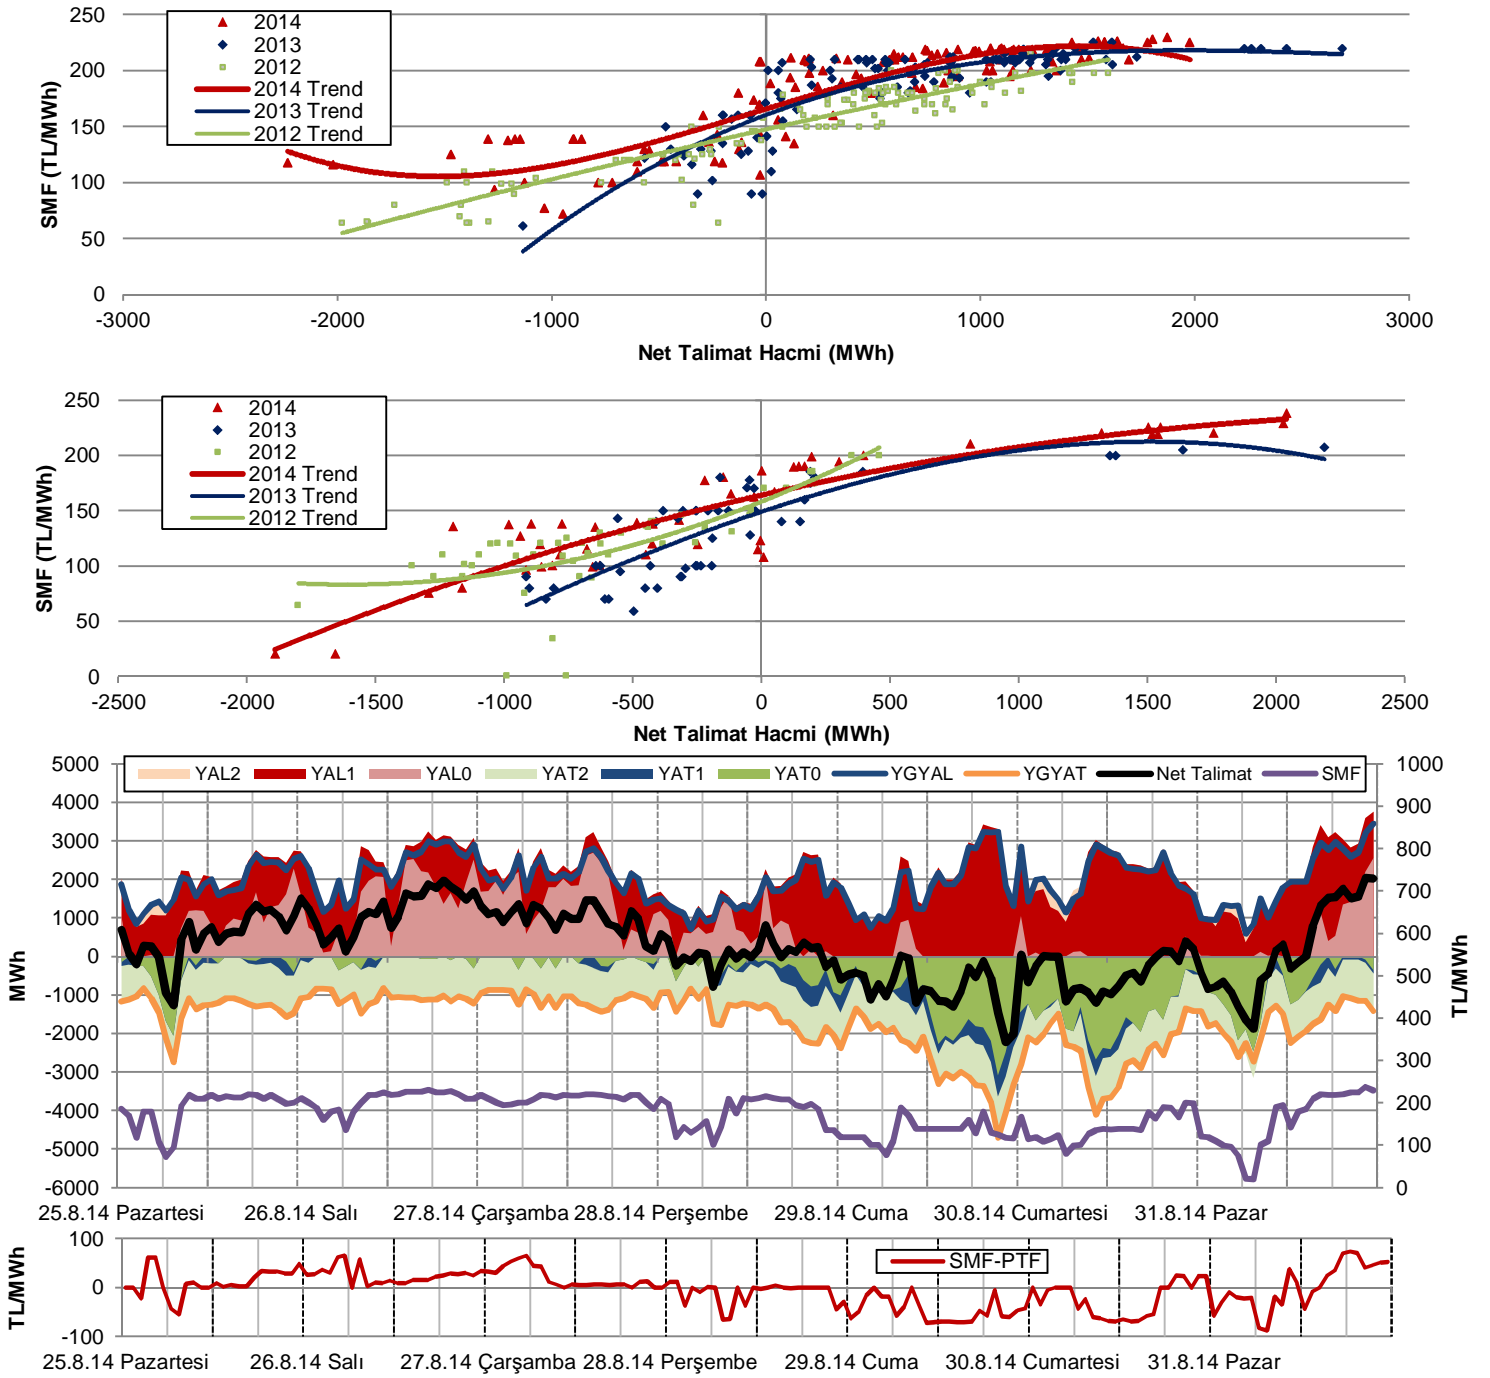 250
200
150
100
50
0
SMF (TL/MWh)
2014
2013
2012
2014 Trend
2013 Trend
2012 Trend
-3000 -2000 -1000 0 1000 2000 3000
Net Talimat Hacmi (MWh)
250
200
150
100
50
0
SMF (TL/MWh)
2014
2013
2012
2014 Trend
2013 Trend
2012 Trend
-2500 -2000 -1500 -1000 -500 0 500 1000 1500 2000 2500
Net Talimat Hacmi (MWh)
YAL2 YAL1 YAL0 YAT2 YAT1 YAT0 YGYAL YGYAT Net Talimat SMF
5000
4000
3000
2000
1000
0
-1000
-2000
-3000
-4000
-5000
-6000
MWh
1000
900
800
700
600
500
400
300
200
100
0
TL/MWh
25.8.14 Pazartesi 26.8.14 Salı 27.8.14 Çarşamba 28.8.14 Perşembe 29.8.14 Cuma 30.8.14 Cumartesi 31.8.14 Pazar
100
0
-100
TL/MWh
SMF-PTF
25.8.14 Pazartesi 26.8.14 Salı 27.8.14 Çarşamba 28.8.14 Perşembe 29.8.14 Cuma 30.8.14 Cumartesi 31.8.14 Pazar